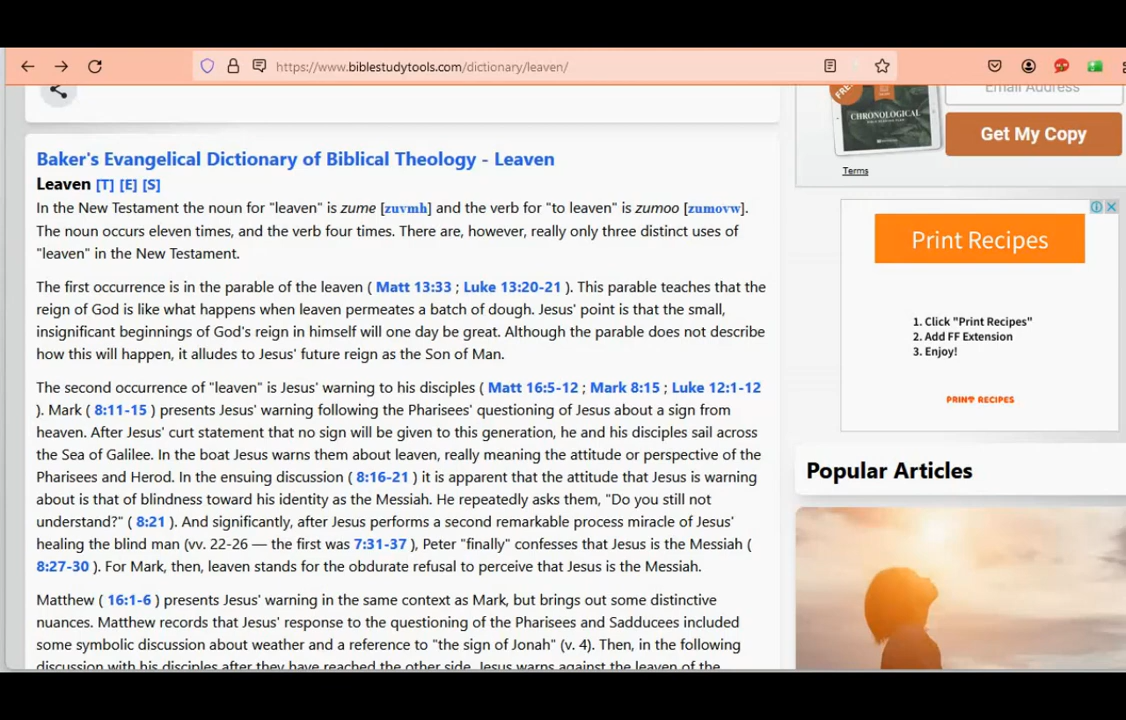 https://www.biblestudytools.com/dictionary/leaven/
FREE
CHRONOLOGICAL
Email Address
Get My Copy
Terms
Baker's Evangelical Dictionary of Biblical Theology - Leaven
Leaven [T] [E] [S]
In the New Testament the noun for "leaven" is zume [zuvmh] and the verb for "to leaven" is zumoo [zumovw].
The noun occurs eleven times, and the verb four times. There are, however, really only three distinct uses of
"leaven" in the New Testament.
The first occurrence is in the parable of the leaven ( Matt 13:33 ; Luke 13:20-21 ). This parable teaches that the
reign of God is like what happens when leaven permeates a batch of dough. Jesus' point is that the small,
insignificant beginnings of God's reign in himself will one day be great. Although the parable does not describe
how this will happen, it alludes to Jesus' future reign as the Son of Man.
The second occurrence of "leaven" is Jesus' warning to his disciples ( Matt 16:5-12 ; Mark 8:15 ; Luke 12:1-12
). Mark ( 8:11-15 ) presents Jesus' warning following the Pharisees' questioning of Jesus about a sign from
heaven. After Jesus' curt statement that no sign will be given to this generation, he and his disciples sail across
the Sea of Galilee. In the boat Jesus warns them about leaven, really meaning the attitude or perspective of the
Pharisees and Herod. In the ensuing discussion ( 8:16-21 ) it is apparent that the attitude that Jesus is warning
about is that of blindness toward his identity as the Messiah. He repeatedly asks them, "Do you still not
understand?" ( 8:21 ). And significantly, after Jesus performs a second remarkable process miracle of Jesus'
healing the blind man (vv. 22-26 — the first was 7:31-37 ), Peter "finally" confesses that Jesus is the Messiah (
8:27-30 ). For Mark, then, leaven stands for the obdurate refusal to perceive that Jesus is the Messiah.
Matthew ( 16:1-6 ) presents Jesus' warning in the same context as Mark, but brings out some distinctive
nuances. Matthew records that Jesus' response to the questioning of the Pharisees and Sadducees included
some symbolic discussion about weather and a reference to "the sign of Jonah" (v. 4). Then, in the following
discussion with his disciples after they have reached the other side, Jesus warns against the leaven of the
Print Recipes
1. Click "Print Recipes"
2. Add FF Extension
3. Enjoy!
PRINT RECIPES
Popular Articles